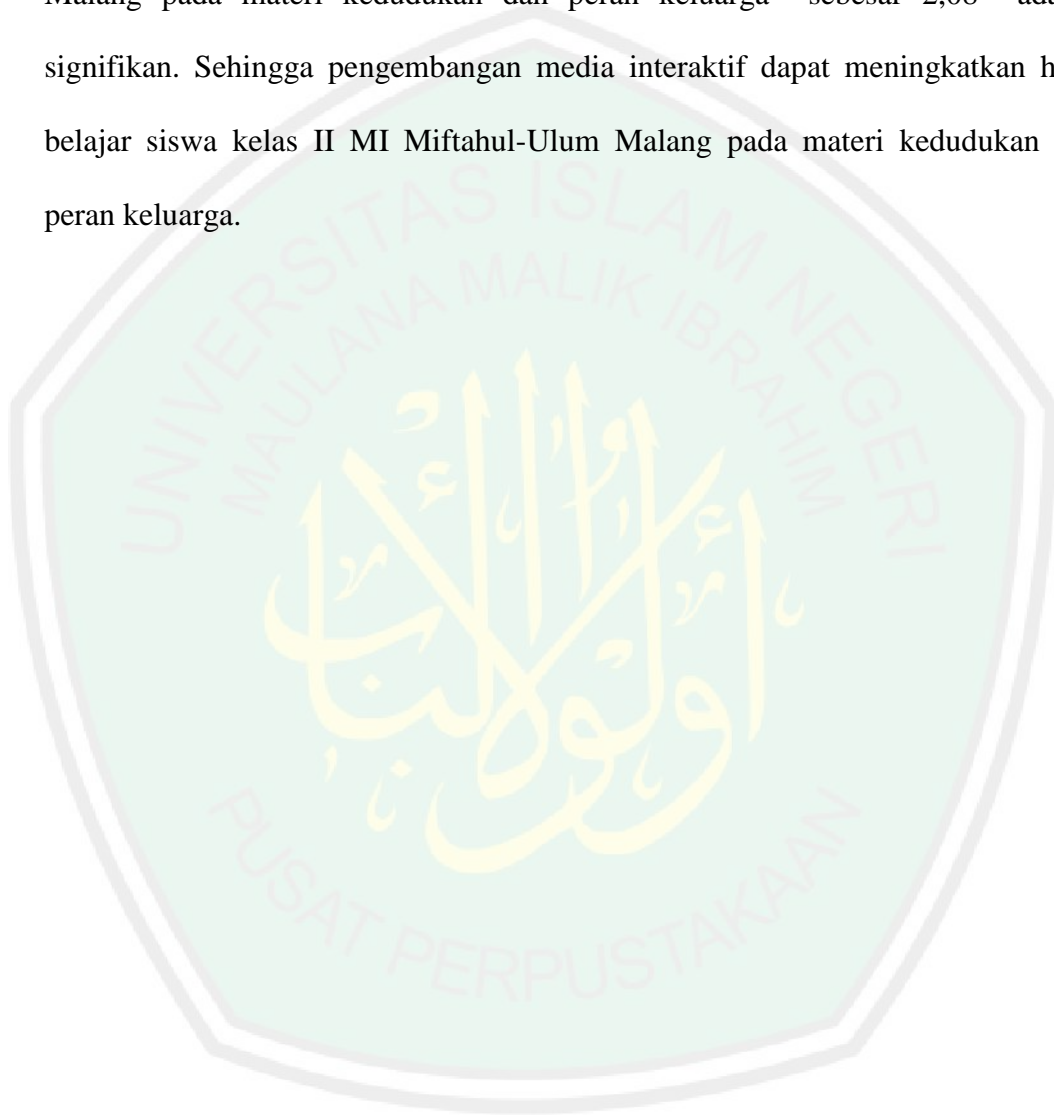 Malang pada materi kedudukan dan peran keluarga sebesar 2,08
signifikan. Sehingga pengembangan media interaktif dapat meningkatkan
belajar siswa kelas II MI Miftahul-Ulum Malang pada materi kedudukan
peran keluarga.
UNIVERSITAS ISLAM NEGERI
MAULANA MALIK IBRAHIM
أولوا الألباب
PUSAT PERPUSTAKAAN